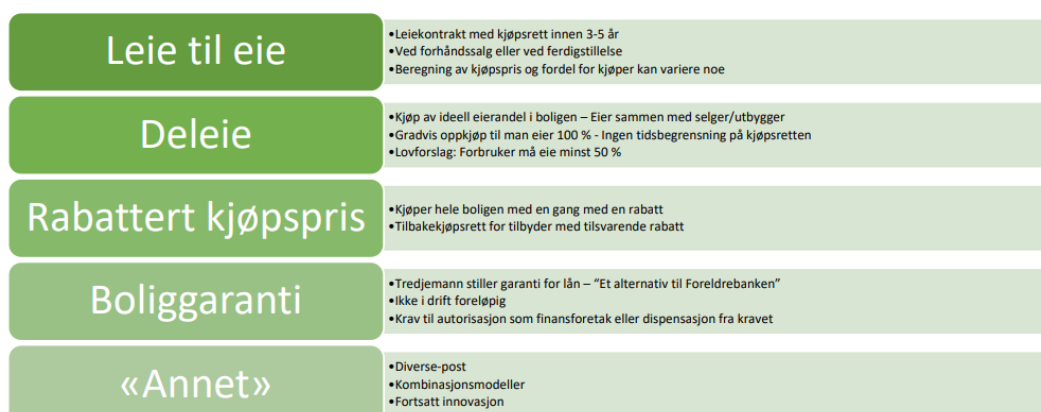 Leie til eie
•Leiekontrakt med kjøpsrett innen 3-5 år
•Ved forhåndssalg eller ved ferdigstillelse
•Beregning av kjøpspris og fordel for kjøper kan variere noe
Deleie
•Kjøp av ideell eierandel i boligen – Eier sammen med selger/utbygger
•Gradvis oppkjøp til man eier 100 % - Ingen tidsbegrensning på kjøpsretten
•Lovforslag: Forbruker må eie minst 50 %
Rabattert kjøpspris
•Kjøper hele boligen med en gang med en rabatt
•Tilbakekjøpsrett for tilbyder med tilsvarende rabatt
Boliggaranti
•Tredjemann stiller garanti for lån – “Et alternativ til Foreldrebanken”
•Ikke i drift foreløpig
•Krav til autorisasjon som finansforetak eller dispensasjon fra kravet
«Annet»
•Diverse-post
•Kombinasjonsmodeller
•Fortsatt innovasjon